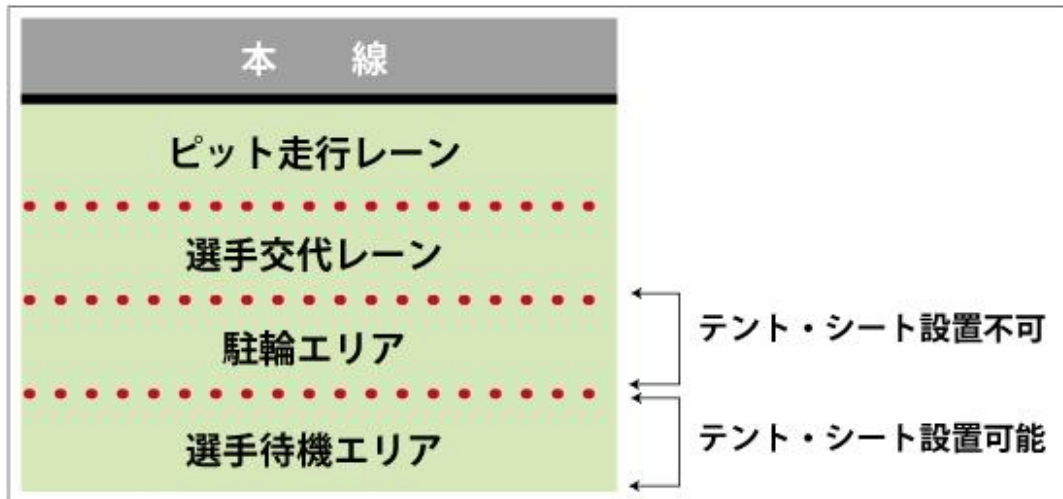 本　線
ピット走行レーン
選手交代レーン
駐輪エリア
テント・シート設置不可
選手待機エリア
テント・シート設置可能